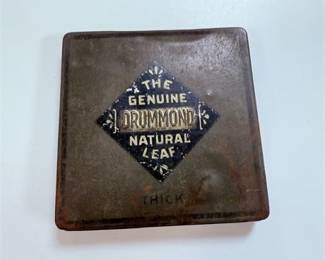 THE
GENUINE
DRUMMOND
NATURAL
LEAF
THICK